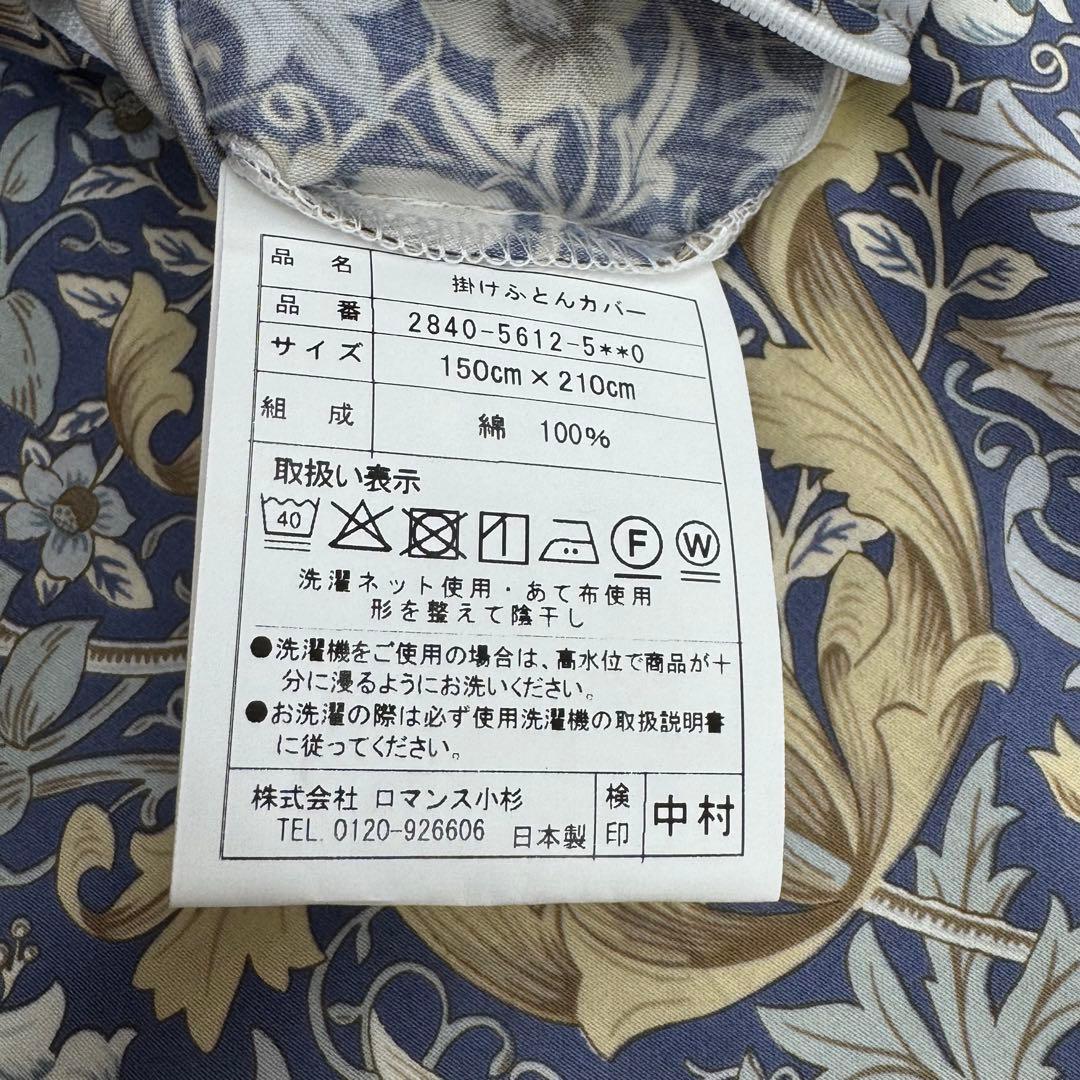 品名 掛けふとんカバー
品番 2840-5612-5**0
サイズ 150cm×210cm
組成 綿 100%
取扱い表示
40 F W
洗濯ネット使用・あて布使用
形を整えて陰干し
●洗濯機をご使用の場合は、高水位で商品が十
分に浸るようにお洗いください。
●お洗濯の際は必ず使用洗濯機の取扱説明書
に従ってください。
株式会社 ロマンス小杉
TEL. 0120-926606 日本製
検印 中村